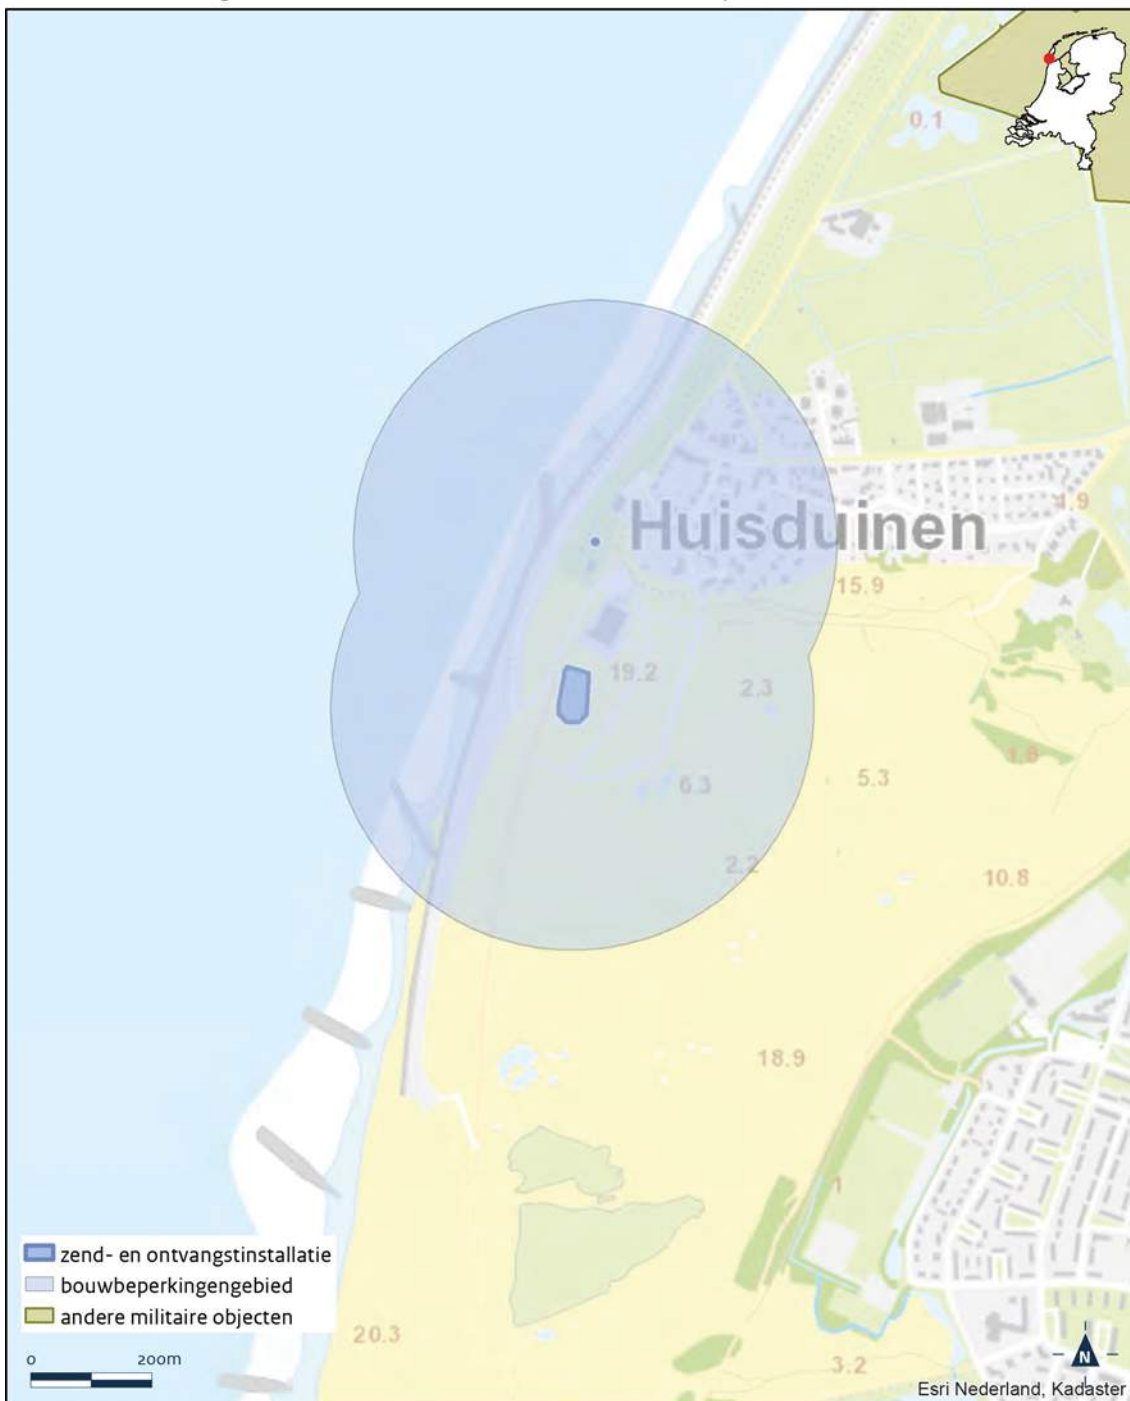 0.1
Huisduinen
4.9
15.9
19.2
2.3
1.8
5.3
6.3
2.2
10.8
18.9
1
zend- en ontvangstinstallatie
bouwbeperkingengebied
andere militaire objecten
20.3
3.2
0 200m
N
Esri Nederland, Kadaster